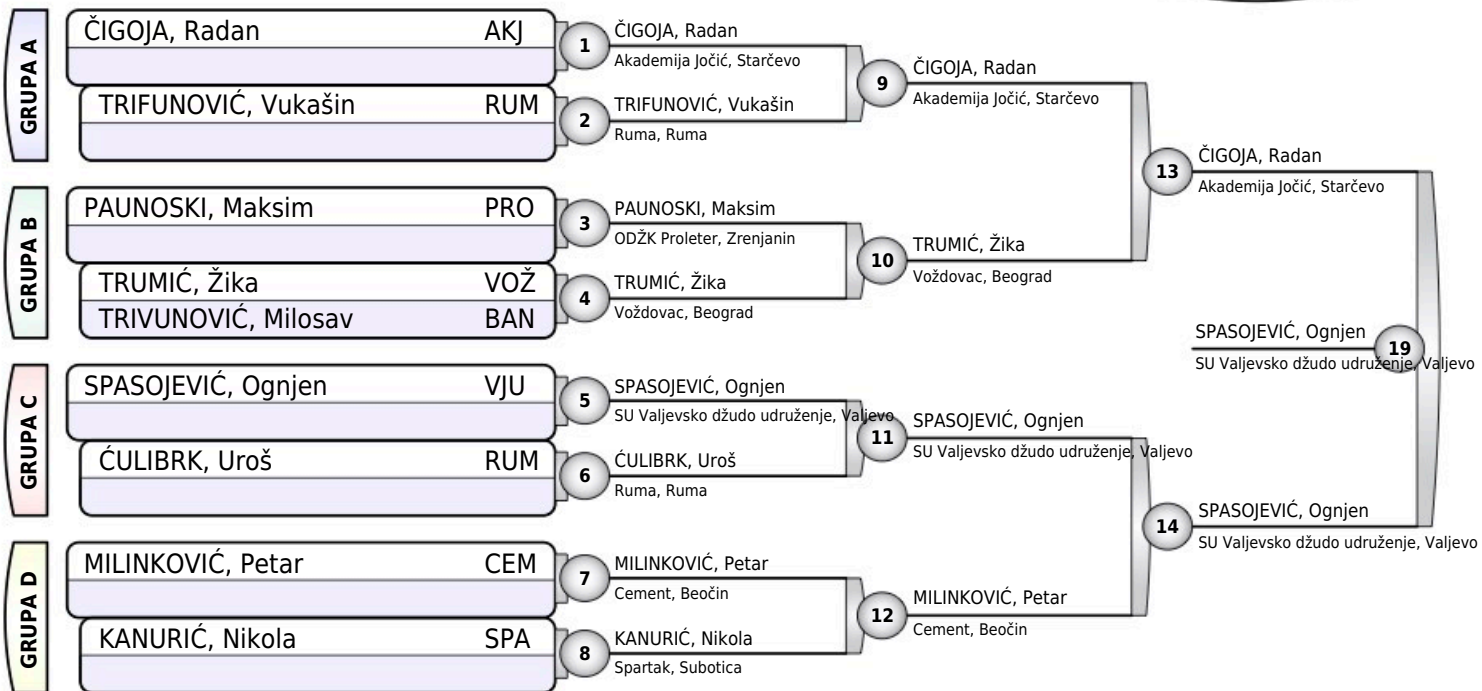 GRUPA A
ČIGOJA, Radan AKJ
TRIFUNOVIĆ, Vukašin RUM
1
ČIGOJA, Radan
Akademija Jočić, Starčevo
2
TRIFUNOVIĆ, Vukašin
Ruma, Ruma
9
ČIGOJA, Radan
Akademija Jočić, Starčevo
GRUPA B
PAUNOSKI, Maksim PRO
TRUMIĆ, Žika VOŽ
TRIVUNOVIĆ, Milosav BAN
3
PAUNOSKI, Maksim
ODŽK Proleter, Zrenjanin
4
TRUMIĆ, Žika
Voždovac, Beograd
10
TRUMIĆ, Žika
Voždovac, Beograd
13
ČIGOJA, Radan
Akademija Jočić, Starčevo
GRUPA C
SPASOJEVIĆ, Ognjen VJU
ĆULIBRK, Uroš RUM
5
SPASOJEVIĆ, Ognjen
SU Valjevsko džudo udruženje, Valjevo
6
ĆULIBRK, Uroš
Ruma, Ruma
11
SPASOJEVIĆ, Ognjen
SU Valjevsko džudo udruženje, Valjevo
GRUPA D
MILINKOVIĆ, Petar CEM
KANURIĆ, Nikola SPA
7
MILINKOVIĆ, Petar
Cement, Beočin
8
KANURIĆ, Nikola
Spartak, Subotica
12
MILINKOVIĆ, Petar
Cement, Beočin
14
SPASOJEVIĆ, Ognjen
SU Valjevsko džudo udruženje, Valjevo
SPASOJEVIĆ, Ognjen
19
SU Valjevsko džudo udruženje, Valjevo